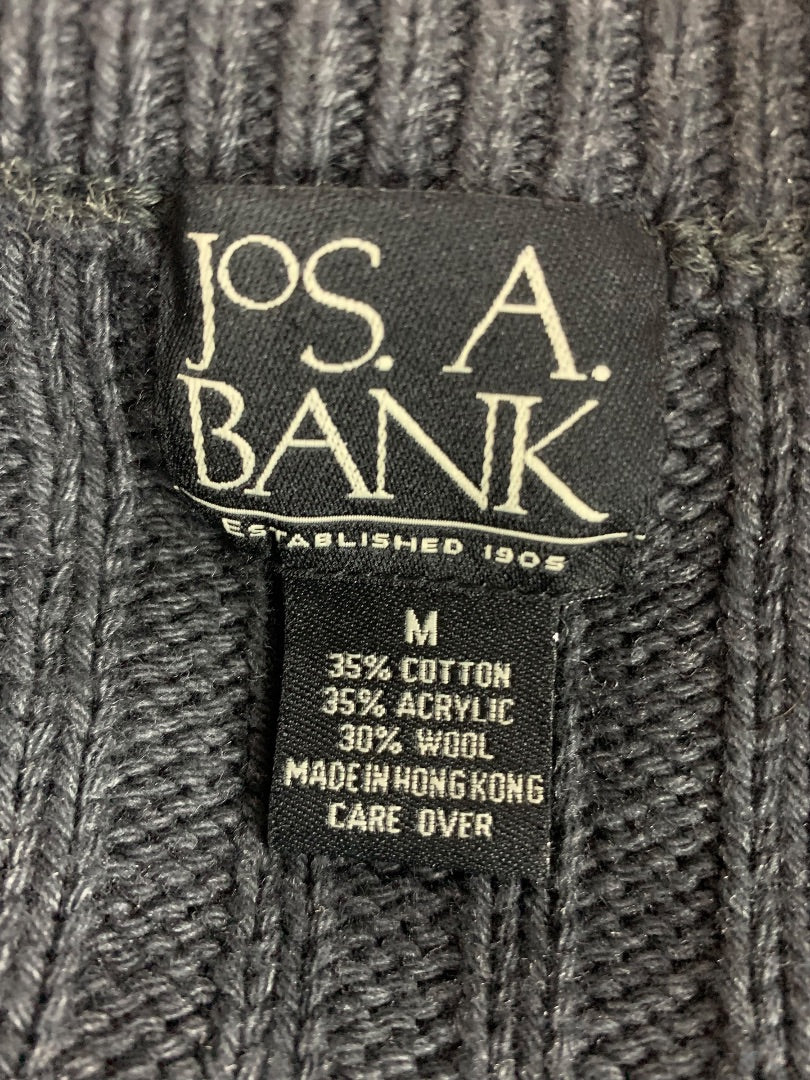 JOS. A.
BANK
ESTABLISHED 1905
M
35% COTTON
35% ACRYLIC
30% WOOL
MADE IN HONG KONG
CARE OVER